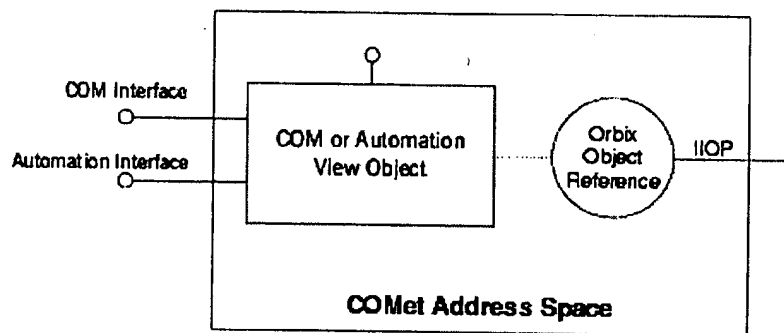 COM Interface
Automation Interface
COM or Automation
View Object
Orbix
Object
Reference
IIOP
COMet Address Space